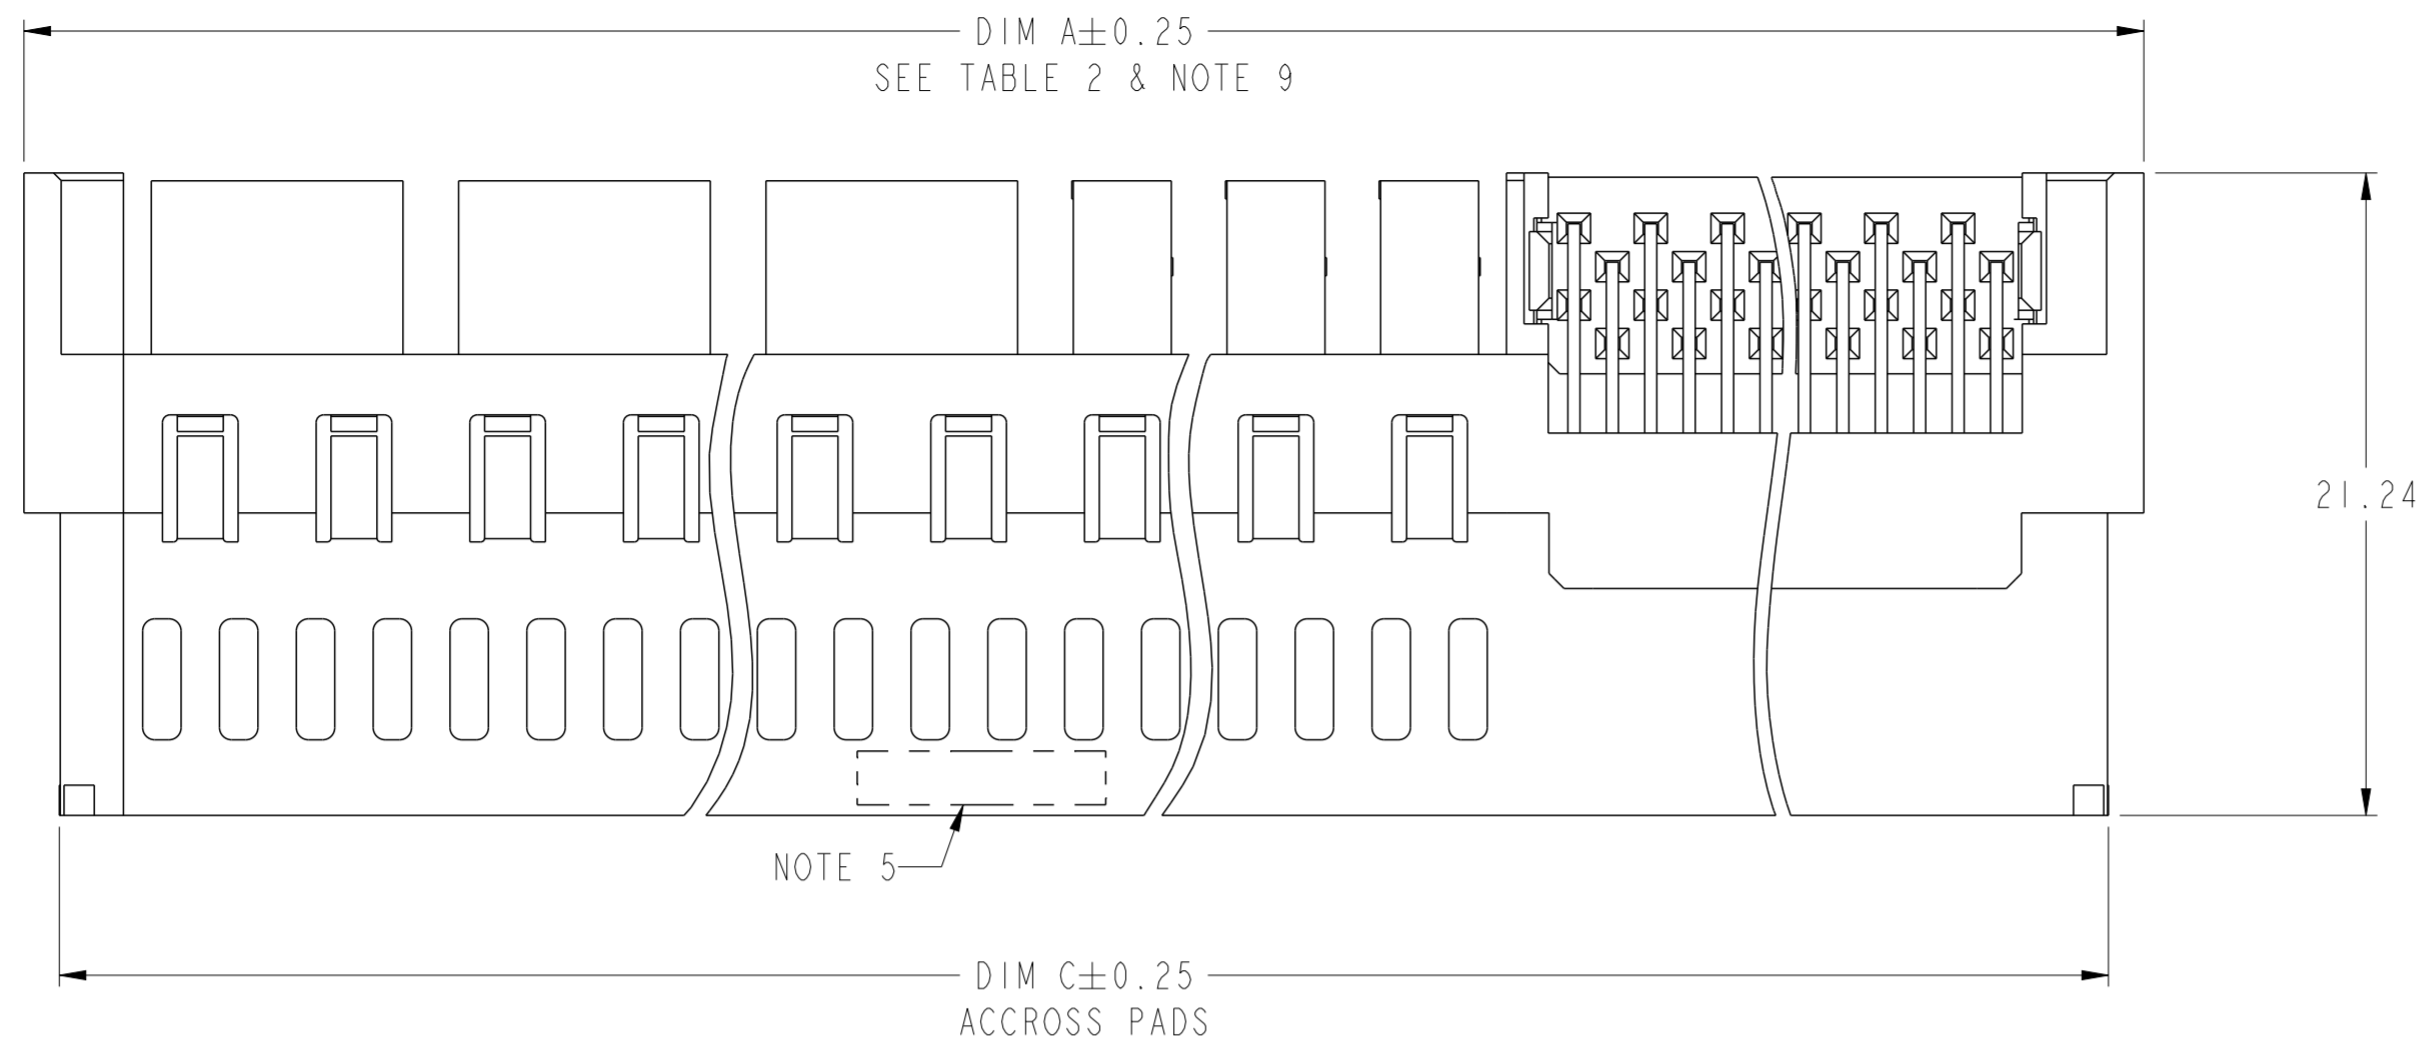 DIM A±0.25
SEE TABLE 2 & NOTE 9
21.24
NOTE 5
DIM C±0.25
ACCROSS PADS